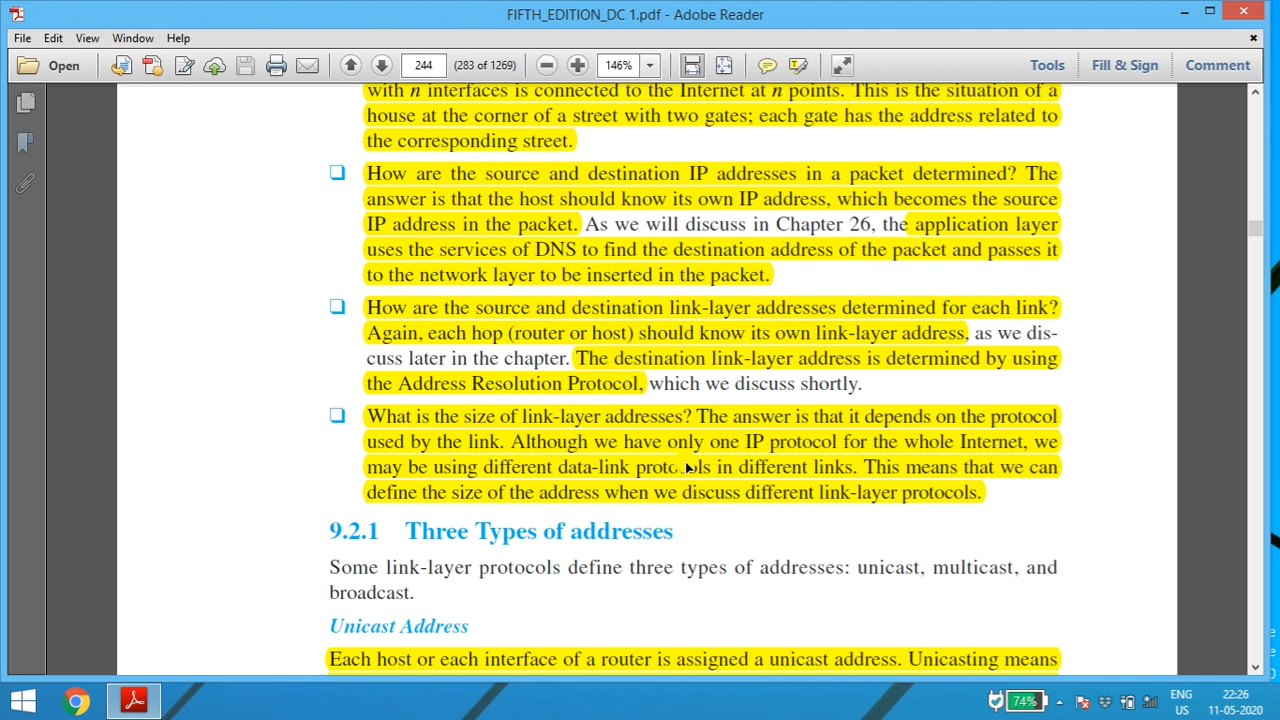 FIFTH_EDITION_DC 1.pdf - Adobe Reader
File Edit View Window Help
Open 244 (283 of 1269) 146% Tools Fill & Sign Comment
with n interfaces is connected to the Internet at n points. This is the situation of a
house at the corner of a street with two gates; each gate has the address related to
the corresponding street.
❑ How are the source and destination IP addresses in a packet determined? The
answer is that the host should know its own IP address, which becomes the source
IP address in the packet. As we will discuss in Chapter 26, the application layer
uses the services of DNS to find the destination address of the packet and passes it
to the network layer to be inserted in the packet.
❑ How are the source and destination link-layer addresses determined for each link?
Again, each hop (router or host) should know its own link-layer address, as we dis-
cuss later in the chapter. The destination link-layer address is determined by using
the Address Resolution Protocol, which we discuss shortly.
❑ What is the size of link-layer addresses? The answer is that it depends on the protocol
used by the link. Although we have only one IP protocol for the whole Internet, we
may be using different data-link protocols in different links. This means that we can
define the size of the address when we discuss different link-layer protocols.
9.2.1 Three Types of addresses
Some link-layer protocols define three types of addresses: unicast, multicast, and
broadcast.
Unicast Address
Each host or each interface of a router is assigned a unicast address. Unicasting means
74% ENG 22:26
US 11-05-2020